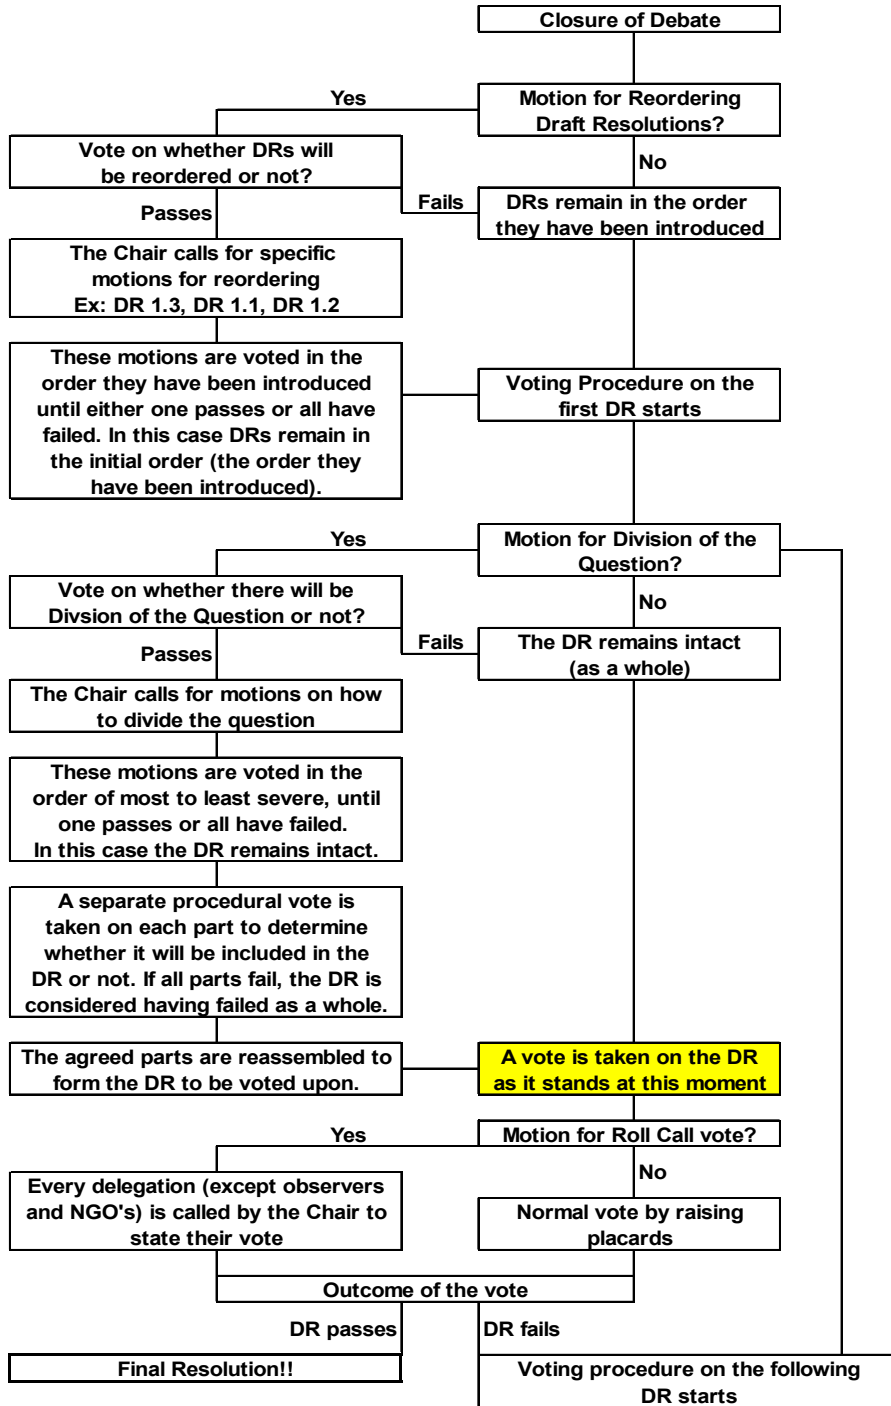 Closure of Debate
Yes
Motion for Reordering
Draft Resolutions?
Vote on whether DRs will
be reordered or not?
No
Passes
Fails
DRs remain in the order
they have been introduced
The Chair calls for specific
motions for reordering
Ex: DR 1.3, DR 1.1, DR 1.2
These motions are voted in the
order they have been introduced
until either one passes or all have
failed. In this case DRs remain in
the initial order (the order they
have been introduced).
Voting Procedure on the
first DR starts
Yes
Motion for Division of the
Question?
Vote on whether there will be
Divsion of the Question or not?
No
Passes
Fails
The DR remains intact
(as a whole)
The Chair calls for motions on how
to divide the question
These motions are voted in the
order of most to least severe, until
one passes or all have failed.
In this case the DR remains intact.
A separate procedural vote is
taken on each part to determine
whether it will be included in the
DR or not. If all parts fail, the DR is
considered having failed as a whole.
The agreed parts are reassembled to
form the DR to be voted upon.
A vote is taken on the DR
as it stands at this moment
Yes
Motion for Roll Call vote?
No
Every delegation (except observers
and NGO's) is called by the Chair to
state their vote
Normal vote by raising
placards
Outcome of the vote
DR passes
DR fails
Final Resolution!!
Voting procedure on the following
DR starts